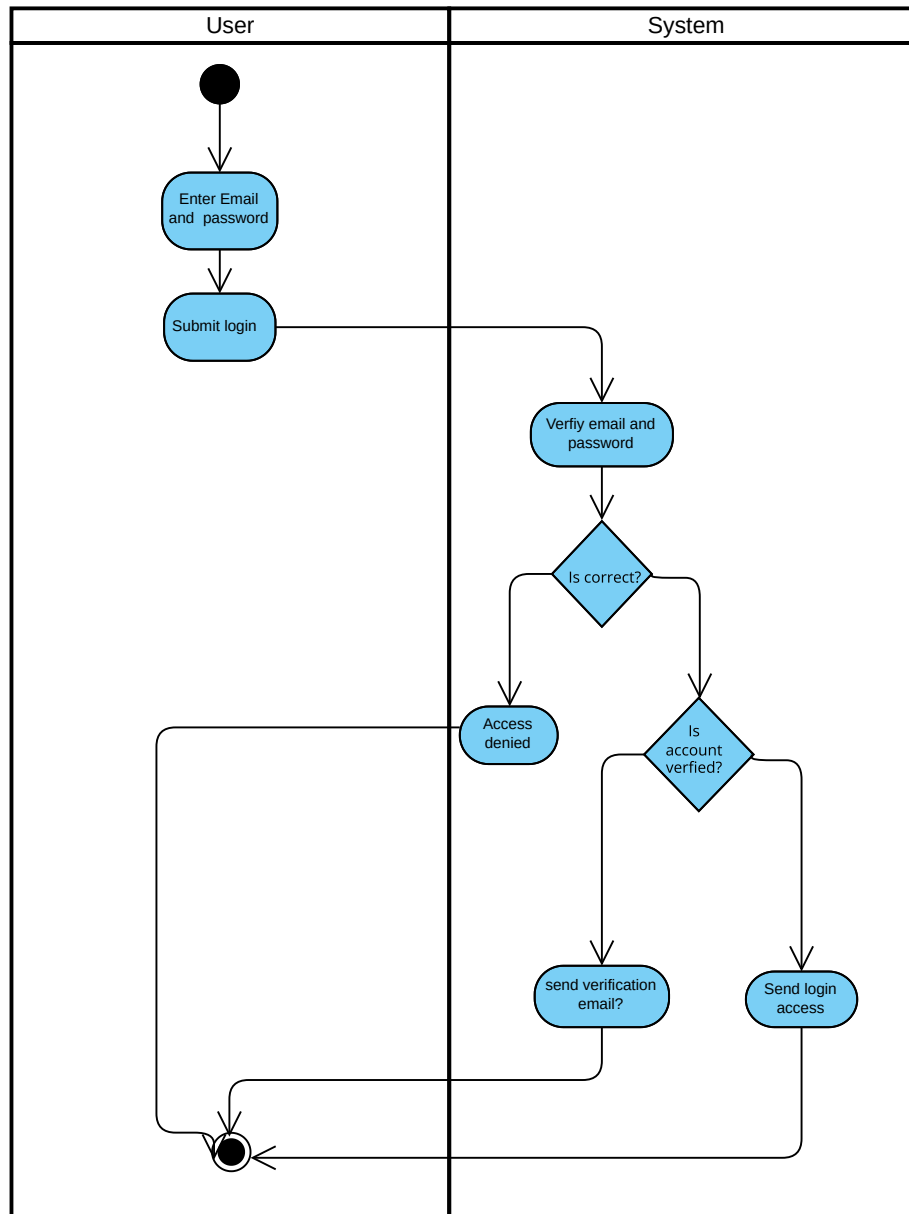 User
System
Enter Email
and password
Submit login
Verfiy email and
password
Is correct?
Access
denied
Is
account
verfied?
send verification
email?
Send login
access